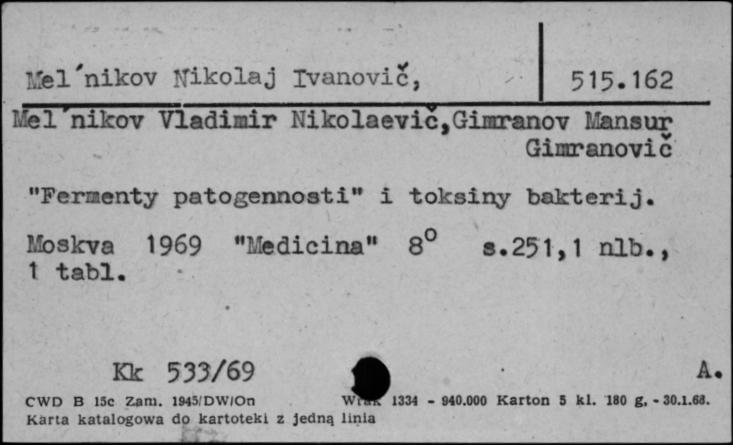 Mel´nikov Nikolaj Ivanovič, 515.162
Mel´nikov Vladimir Nikolaevič,Gimranov Mansur
Gimranovič
"Fermenty patogennosti" i toksiny bakterij.
Moskva 1969 "Medicina" 8º s.251,1 nlb.,
1 tabl.
Kk 533/69 A.
CWD B 15c Zam. 1945/DW/On 1334 - 940.000 Karton 5 kl. 180 g. - 30.1.68.
Karta katalogowa do kartoteki z jedną linia